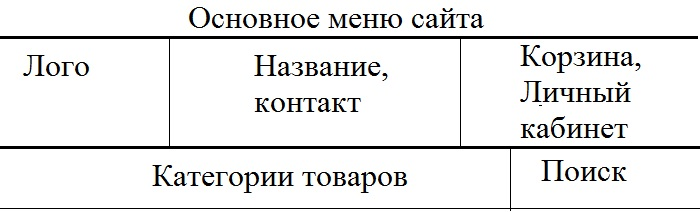 Основное меню сайта
Лого
Название,
контакт
Корзина,
Личный
кабинет
Категории товаров
Поиск